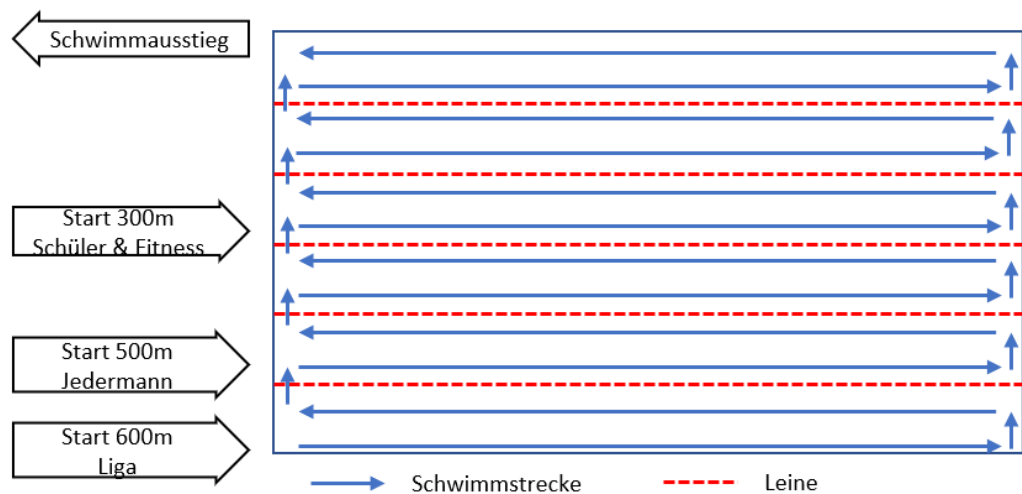 Schwimmausstieg
Start 300m
Schüler & Fitness
Start 500m
Jedermann
Start 600m
Liga
Schwimmstrecke
Leine